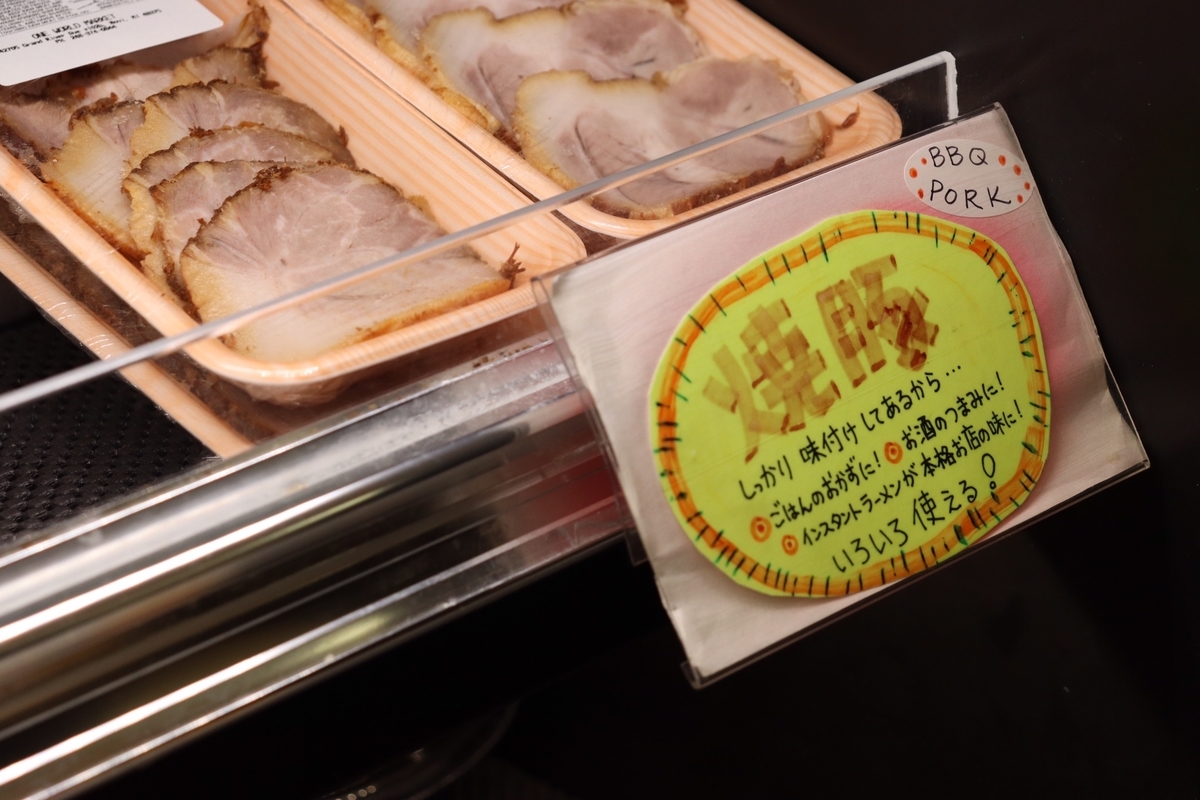 ONE WORLD MARKET
BBQ
PORK
焼豚
しっかり味付けしてあるから…
ごはんのおかずに! お酒のつまみに!
インスタントラーメンが本格お店の味に!
いろいろ使える!